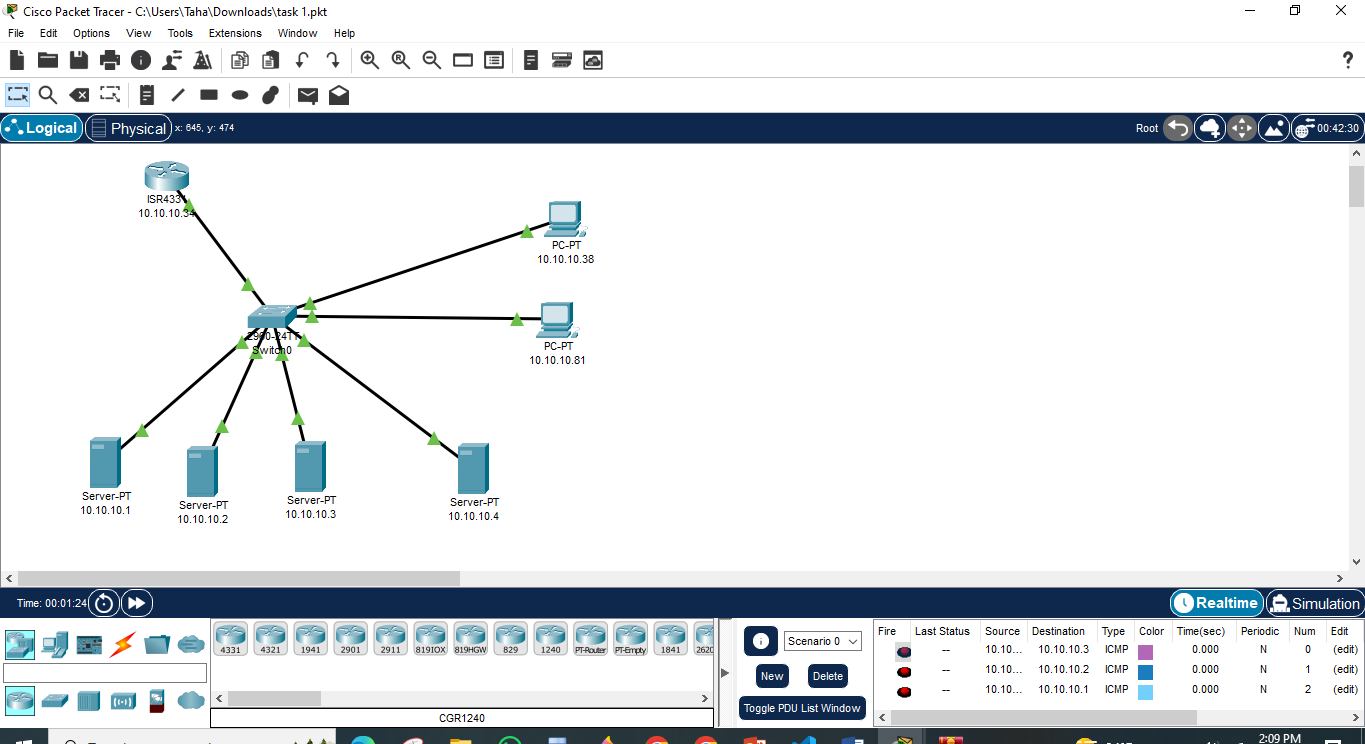 Cisco Packet Tracer - C:\Users\Taha\Downloads\task 1.pkt
File Edit Options View Tools Extensions Window Help
?
Logical Physical x: 645, y: 474 Root 00:42:30
ISR4331
10.10.10.34
PC-PT
10.10.10.38
2960-24TT
Switch0
PC-PT
10.10.10.81
Server-PT
10.10.10.1
Server-PT
10.10.10.2
Server-PT
10.10.10.3
Server-PT
10.10.10.4
Time: 00:01:24 Realtime Simulation
4331 4321 1941 2901 2911 819IOX 819HGW 829 1240 PT-Router PT-Empty 1841 2620
CGR1240
Scenario 0
New Delete
Toggle PDU List Window
Fire Last Status Source Destination Type Color Time(sec) Periodic Num Edit
-- 10.10... 10.10.10.3 ICMP 0.000 N 0 (edit)
-- 10.10... 10.10.10.2 ICMP 0.000 N 1 (edit)
-- 10.10... 10.10.10.1 ICMP 0.000 N 2 (edit)
2:09 PM